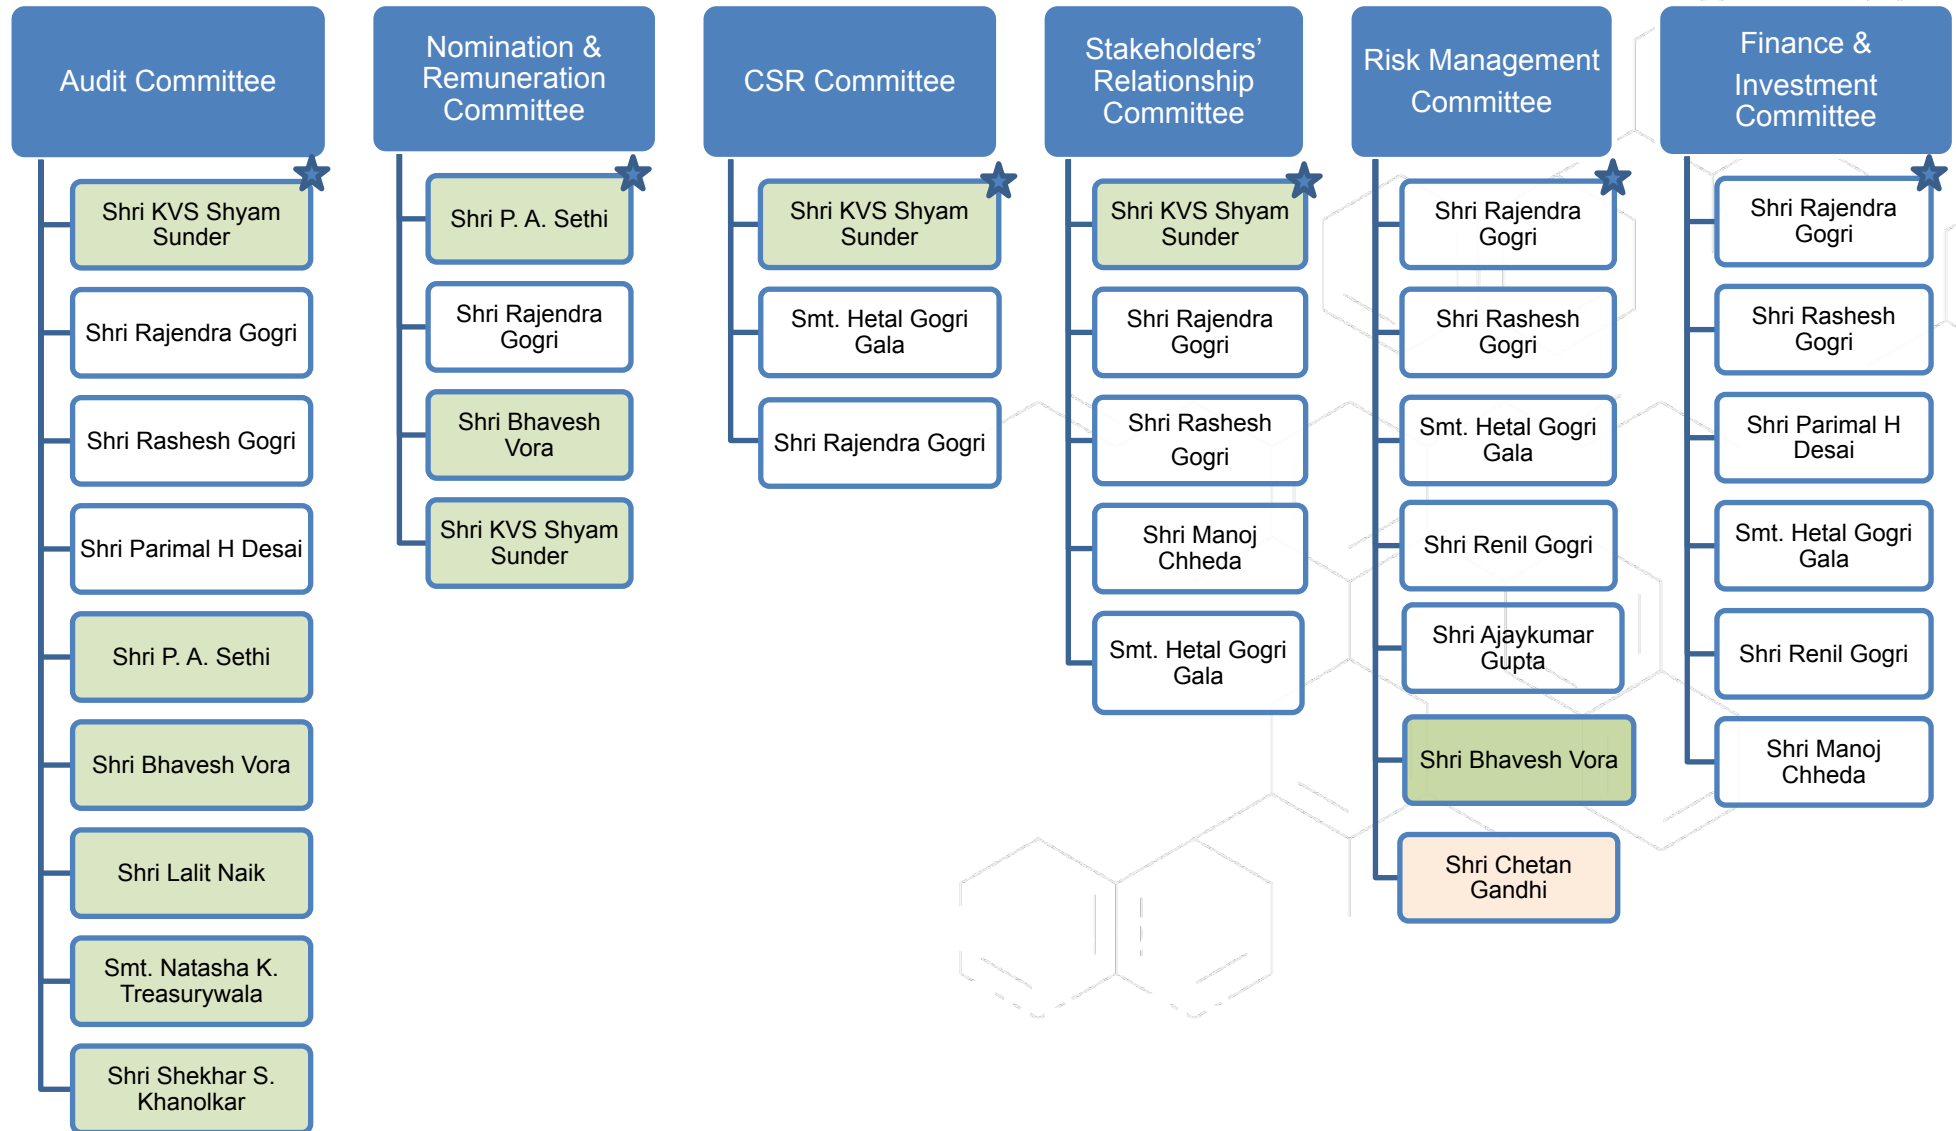 Audit Committee
Shri KVS Shyam
Sunder
Shri Rajendra Gogri
Shri Rashesh Gogri
Shri Parimal H Desai
Shri P. A. Sethi
Shri Bhavesh Vora
Shri Lalit Naik
Smt. Natasha K.
Treasurywala
Shri Shekhar S.
Khanolkar
Nomination &
Remuneration
Committee
Shri P. A. Sethi
Shri Rajendra
Gogri
Shri Bhavesh
Vora
Shri KVS Shyam
Sunder
CSR Committee
Shri KVS Shyam
Sunder
Smt. Hetal Gogri
Gala
Shri Rajendra Gogri
Stakeholders’
Relationship
Committee
Shri KVS Shyam
Sunder
Shri Rajendra
Gogri
Shri Rashesh
Gogri
Shri Manoj
Chheda
Smt. Hetal Gogri
Gala
Risk Management
Committee
Shri Rajendra
Gogri
Shri Rashesh
Gogri
Smt. Hetal Gogri
Gala
Shri Renil Gogri
Shri Ajaykumar
Gupta
Shri Bhavesh Vora
Shri Chetan
Gandhi
Finance &
Investment
Committee
Shri Rajendra
Gogri
Shri Rashesh
Gogri
Shri Parimal H
Desai
Smt. Hetal Gogri
Gala
Shri Renil Gogri
Shri Manoj
Chheda